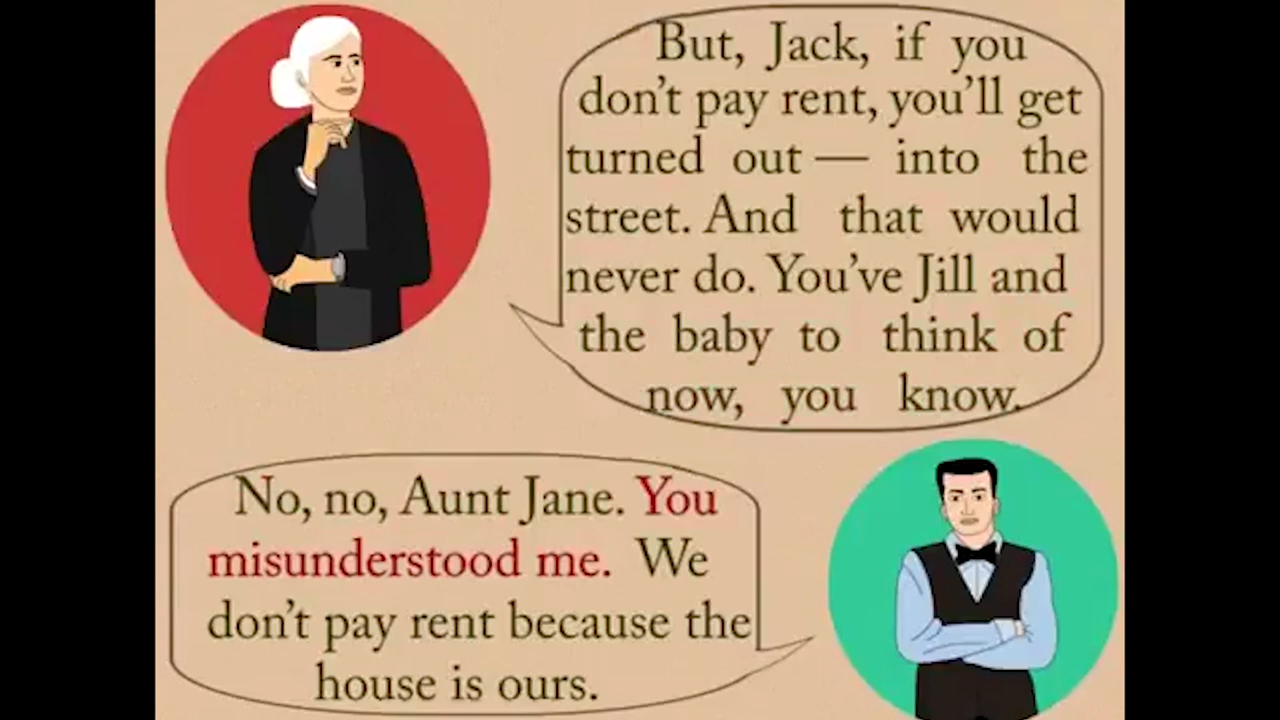 But, Jack, if you
don't pay rent, you'll get
turned out — into the
street. And that would
never do. You've Jill and
the baby to think of
now, you know.
No, no, Aunt Jane. You
misunderstood me. We
don't pay rent because the
house is ours.